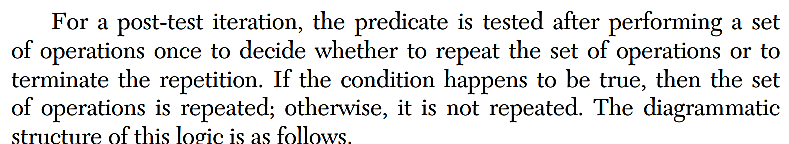 For a post-test iteration, the predicate is tested after performing a set
of operations once to decide whether to repeat the set of operations or to
terminate the repetition. If the condition happens to be true, then the set
of operations is repeated; otherwise, it is not repeated. The diagrammatic
structure of this logic is as follows.